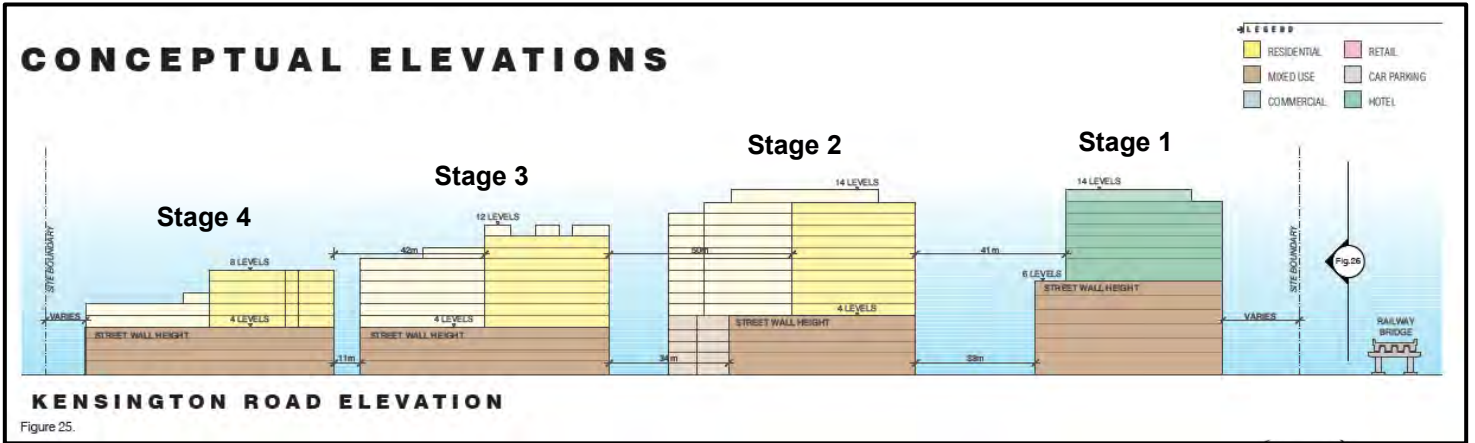 LEGEND
CONCEPTUAL ELEVATIONS
RESIDENTIAL
RETAIL
MIXED USE
CAR PARKING
COMMERCIAL
HOTEL
Stage 4
Stage 3
Stage 2
Stage 1
14 LEVELS
14 LEVELS
12 LEVELS
8 LEVELS
6 LEVELS
SITE BOUNDARY
SITE BOUNDARY
42m
50m
41m
Fig.26
VARIES
4 LEVELS
4 LEVELS
4 LEVELS
STREET WALL HEIGHT
STREET WALL HEIGHT
STREET WALL HEIGHT
STREET WALL HEIGHT
VARIES
RAILWAY
BRIDGE
11m
34m
KENSINGTON ROAD ELEVATION
Figure 25.